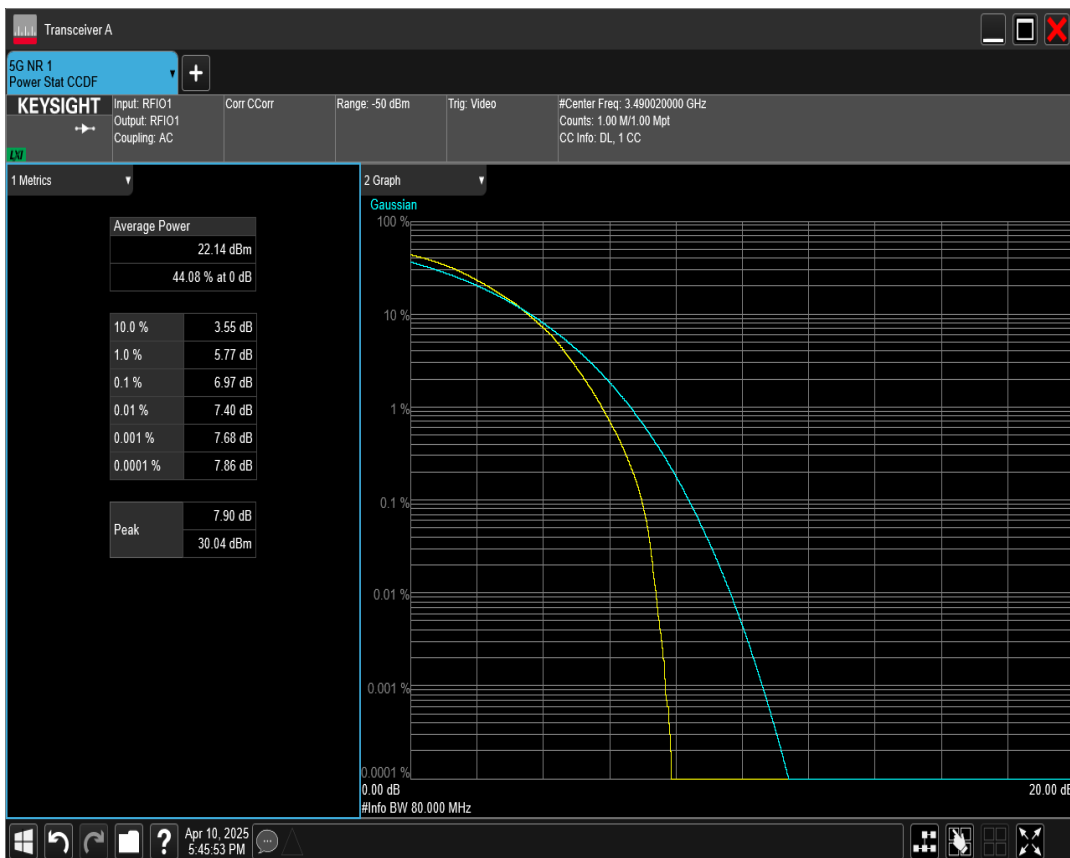 Transceiver A
5G NR 1
Power Stat CCDF
KEYSIGHT
LXI
Input: RFIO1
Output: RFIO1
Coupling: AC
Corr CCorr
Range: -50 dBm
Trig: Video
#Center Freq: 3.490020000 GHz
Counts: 1.00 M/1.00 Mpt
CC Info: DL, 1 CC
1 Metrics
Average Power
22.14 dBm
44.08 % at 0 dB
10.0 % 3.55 dB
1.0 % 5.77 dB
0.1 % 6.97 dB
0.01 % 7.40 dB
0.001 % 7.68 dB
0.0001 % 7.86 dB
Peak 7.90 dB
30.04 dBm
2 Graph
Gaussian
100 %
10 %
1 %
0.1 %
0.01 %
0.001 %
0.0001 %
0.00 dB 20.00 dB
#Info BW 80.000 MHz
?
Apr 10, 2025
5:45:53 PM